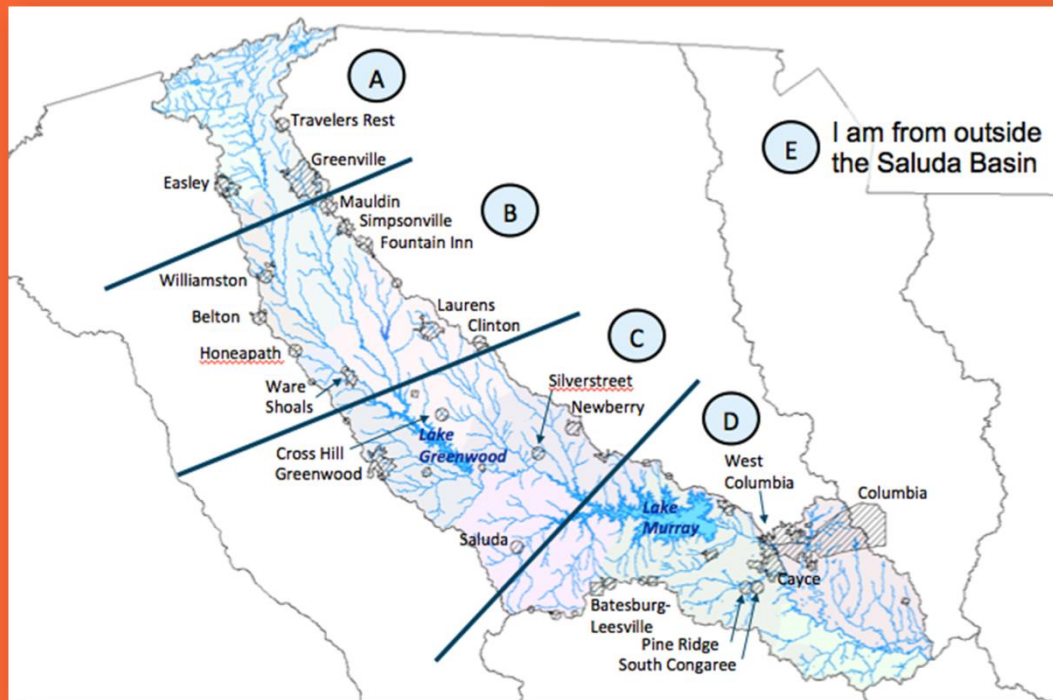 A
Travelers Rest
Greenville
Easley
Mauldin
Simpsonville
Fountain Inn
B
E
I am from outside
the Saluda Basin
Williamston
Belton
Honeapath
Ware
Shoals
Laurens
Clinton
C
Silverstreet
Newberry
Cross Hill
Greenwood
Lake
Greenwood
Saluda
D
West
Columbia
Columbia
Lake
Murray
Cayce
Batesburg-
Leesville
Pine Ridge
South Congaree